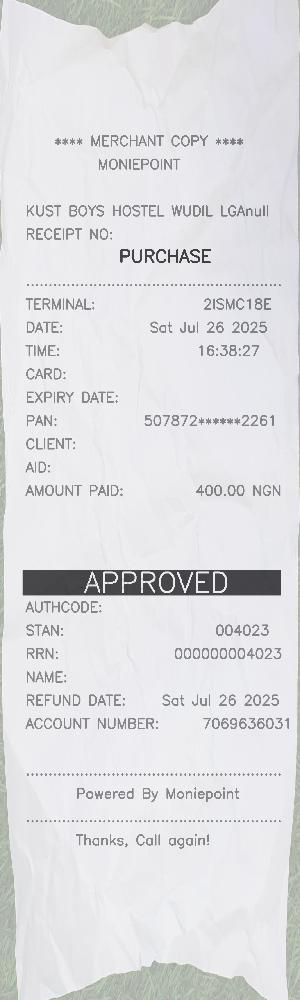 **** MERCHANT COPY ****
MONIEPOINT
KUST BOYS HOSTEL WUDIL LGAnull
RECEIPT NO:
PURCHASE
TERMINAL: 2ISMC18E
DATE: Sat Jul 26 2025
TIME: 16:38:27
CARD:
EXPIRY DATE:
PAN: 507872******2261
CLIENT:
AID:
AMOUNT PAID: 400.00 NGN
APPROVED
AUTHCODE:
STAN: 004023
RRN: 000000004023
NAME:
REFUND DATE: Sat Jul 26 2025
ACCOUNT NUMBER: 7069636031
Powered By Moniepoint
Thanks, Call again!